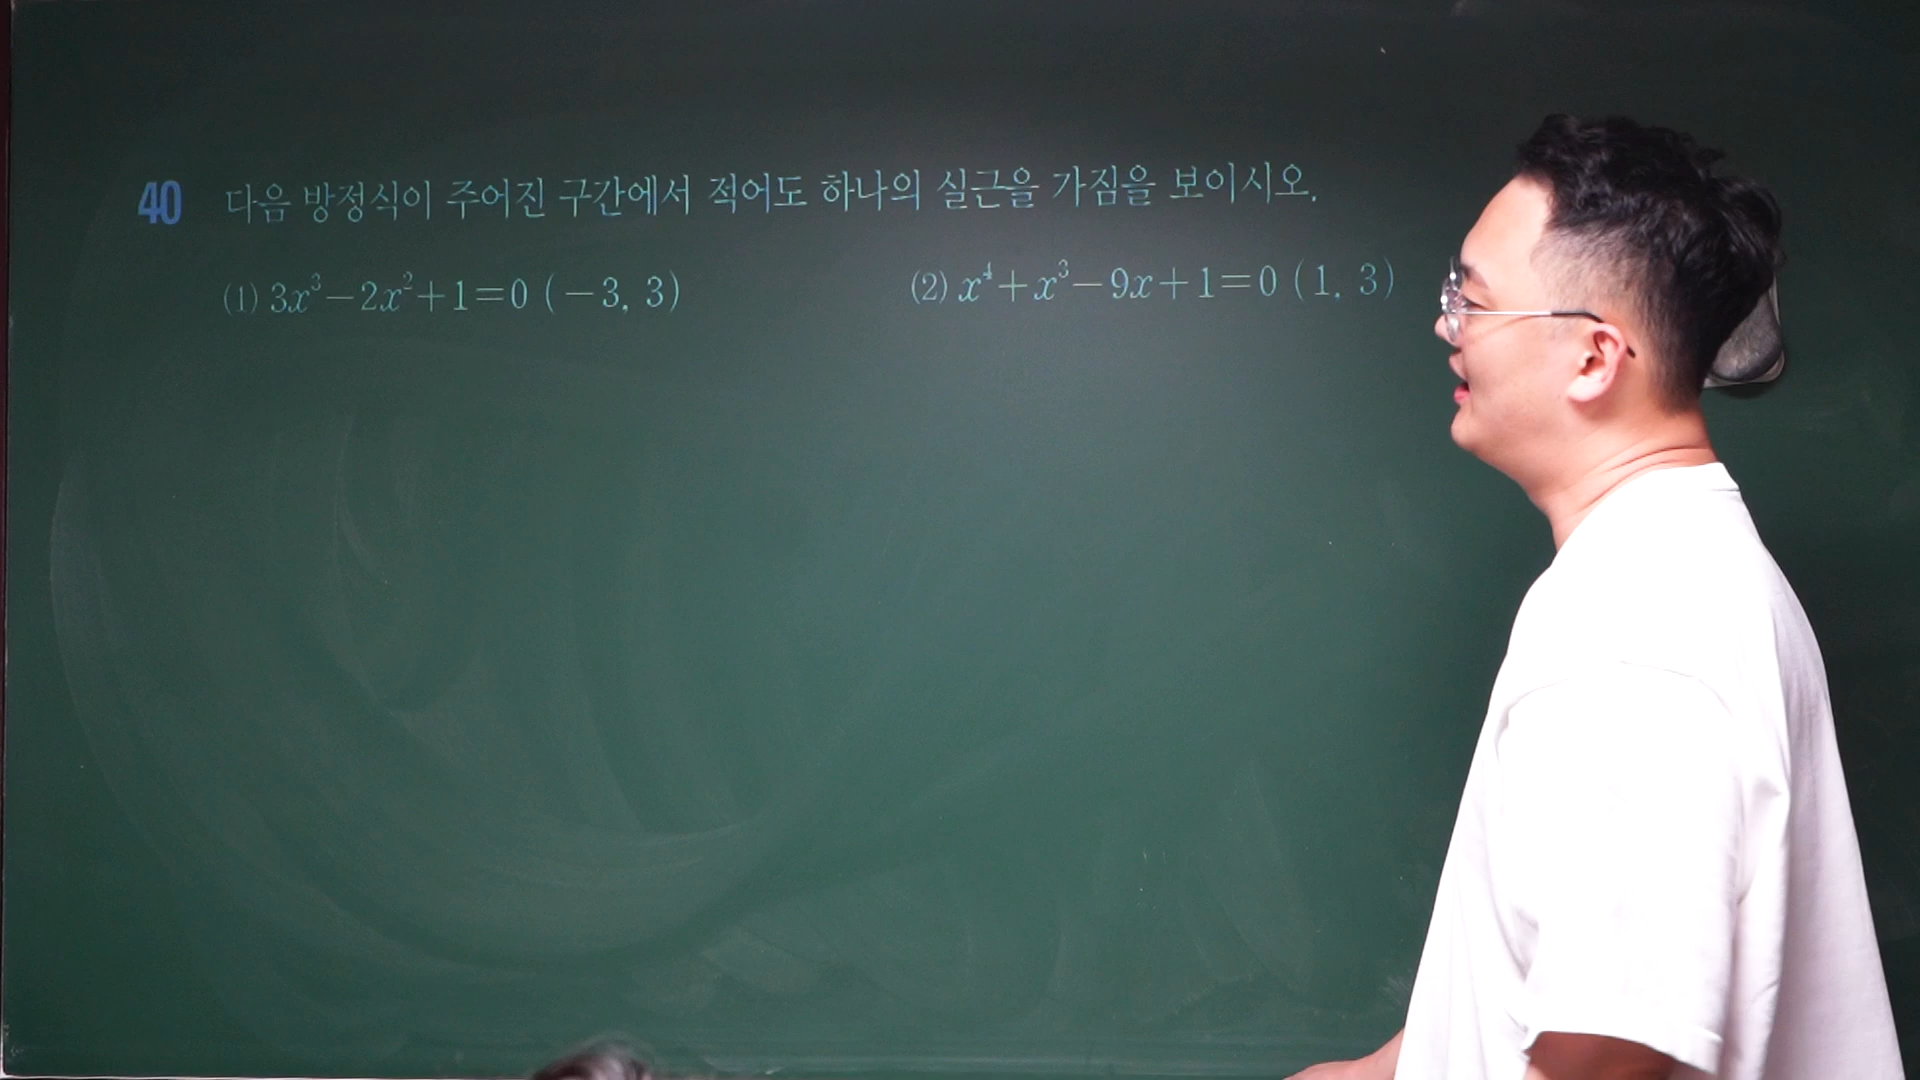 40 다음 방정식이 주어진 구간에서 적어도 하나의 실근을 가짐을 보이시오.
(1) 3x³−2x²+1=0 (−3, 3) (2) x⁴+x³−9x+1=0 (1, 3)